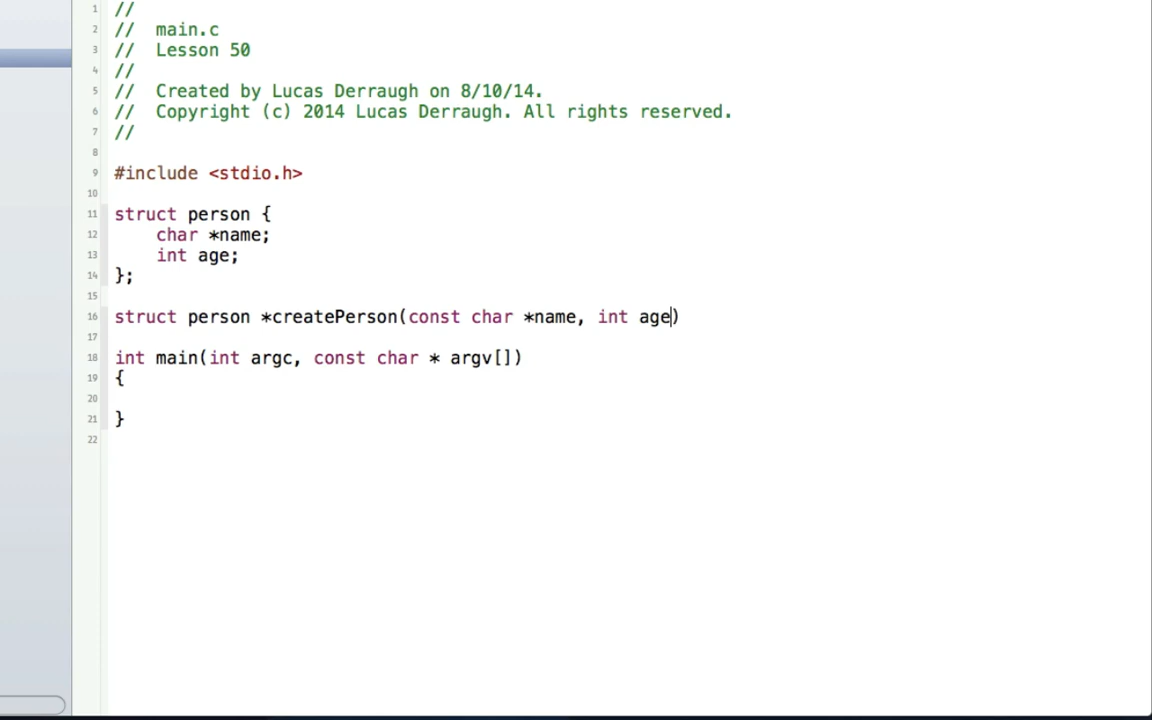 1 //
2 //  main.c
3 //  Lesson 50
4 //
5 //  Created by Lucas Derraugh on 8/10/14.
6 //  Copyright (c) 2014 Lucas Derraugh. All rights reserved.
7 //
8
9 #include <stdio.h>
10
11 struct person {
12     char *name;
13     int age;
14 };
15
16 struct person *createPerson(const char *name, int age)
17
18 int main(int argc, const char * argv[])
19 {
20
21 }
22